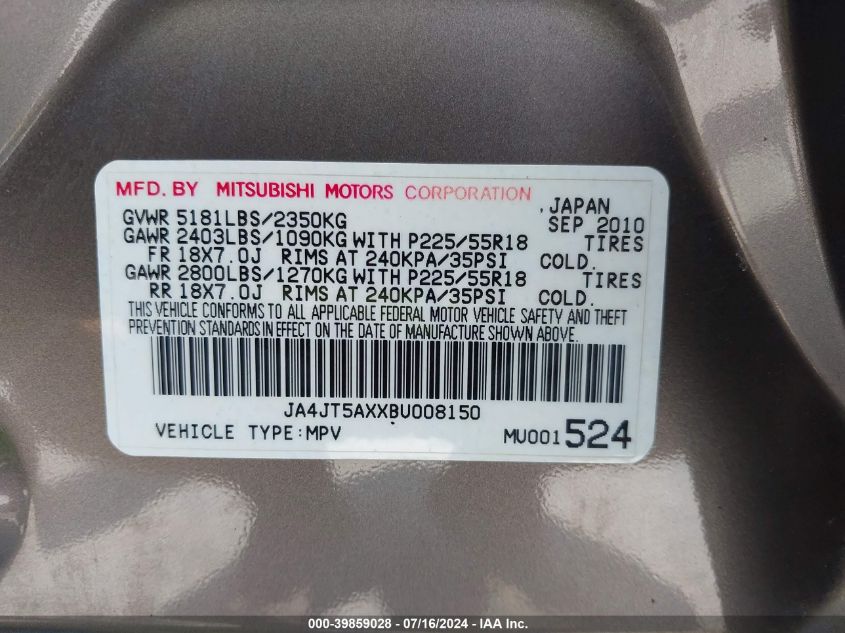 MFD. BY MITSUBISHI MOTORS CORPORATION , JAPAN
GVWR 5181LBS/2350KG SEP 2010
GAWR 2403LBS/1090KG WITH P225/55R18 TIRES
FR 18X7.0J RIMS AT 240KPA/35PSI COLD.
GAWR 2800LBS/1270KG WITH P225/55R18 TIRES
RR 18X7.0J RIMS AT 240KPA/35PSI COLD.
THIS VEHICLE CONFORMS TO ALL APPLICABLE FEDERAL MOTOR VEHICLE SAFETY AND THEFT
PREVENTION STANDARDS IN EFFECT ON THE DATE OF MANUFACTURE SHOWN ABOVE.
JA4JT5AXXBU008150
VEHICLE TYPE:MPV MU001524
000-39859028 - 07/16/2024 - IAA Inc.